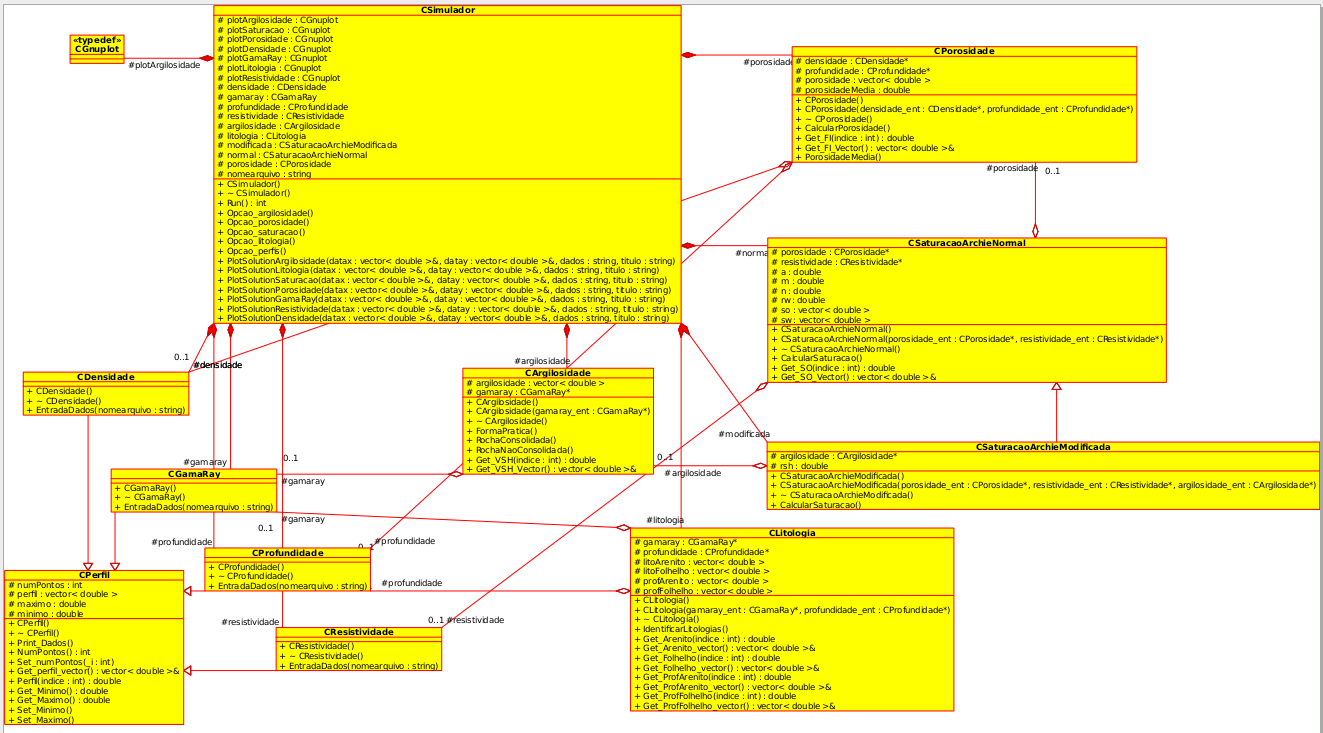 «typedef»
CGnuplot
#plotArgilosidade
CSimulador
# plotArgilosidade : CGnuplot
# plotSaturacao : CGnuplot
# plotPorosidade : CGnuplot
# plotDensidade : CGnuplot
# plotGamaRay : CGnuplot
# plotLitologia : CGnuplot
# plotResistividade : CGnuplot
# densidade : CDensidade
# gamaray : CGamaRay
# profundidade : CProfundidade
# resistividade : CResistividade
# argilosidade : CArgilosidade
# litologia : CLitologia
# modificada : CSaturacaoArchieModificada
# normal : CSaturacaoArchieNormal
# porosidade : CPorosidade
# nomearquivo : string
+ CSimulador()
+ ~ CSimulador()
+ Run() : int
+ Opcao_argilosidade()
+ Opcao_porosidade()
+ Opcao_saturacao()
+ Opcao_litologia()
+ Opcao_perfis()
+ PlotSolutionArgilosidade(datax : vector< double >&, datay : vector< double >&, dados : string, titulo : string)
+ PlotSolutionLitologia(datax : vector< double >&, datay : vector< double >&, dados : string, titulo : string)
+ PlotSolutionSaturacao(datax : vector< double >&, datay : vector< double >&, dados : string, titulo : string)
+ PlotSolutionPorosidade(datax : vector< double >&, datay : vector< double >&, dados : string, titulo : string)
+ PlotSolutionGamaRay(datax : vector< double >&, datay : vector< double >&, dados : string, titulo : string)
+ PlotSolutionResistividade(datax : vector< double >&, datay : vector< double >&, dados : string, titulo : string)
+ PlotSolutionDensidade(datax : vector< double >&, datay : vector< double >&, dados : string, titulo : string)
#porosidade
CPorosidade
# densidade : CDensidade*
# profundidade : CProfundidade*
# porosidade : vector< double >
# porosidadeMedia : double
+ CPorosidade()
+ CPorosidade(densidade_ent : CDensidade*, profundidade_ent : CProfundidade*)
+ ~ CPorosidade()
+ CalcularPorosidade()
+ Get_FI(indice : int) : double
+ Get_FI_Vector() : vector< double >&
+ PorosidadeMedia()
#porosidade
0..1
#norma
CSaturacaoArchieNormal
# porosidade : CPorosidade*
# resistividade : CResistividade*
# a : double
# m : double
# n : double
# rw : double
# so : vector< double >
# sw : vector< double >
+ CSaturacaoArchieNormal()
+ CSaturacaoArchieNormal(porosidade_ent : CPorosidade*, resistividade_ent : CResistividade*)
+ ~ CSaturacaoArchieNormal()
+ CalcularSaturacao()
+ Get_SO(indice : int) : double
+ Get_SO_Vector() : vector< double >&
0..1
#densidade
CDensidade
+ CDensidade()
+ ~ CDensidade()
+ EntradaDados(nomearquivo : string)
#argilosidade
CArgilosidade
# argilosidade : vector< double >
# gamaray : CGamaRay*
+ CArgilosidade()
+ CArgilosidade(gamaray_ent : CGamaRay*)
+ ~ CArgilosidade()
+ FormaPratica()
+ RochaConsolidada()
+ RochaNaoConsolidada()
+ Get_VSH(indice : int) : double
+ Get_VSH_Vector() : vector< double >&
#modificada
CSaturacaoArchieModificada
# argilosidade : CArgilosidade*
# rsh : double
+ CSaturacaoArchieModificada()
+ CSaturacaoArchieModificada(porosidade_ent : CPorosidade*, resistividade_ent : CResistividade*, argilosidade_ent : CArgilosidade*)
+ ~ CSaturacaoArchieModificada()
+ CalcularSaturacao()
0..1
#argilosidade
#gamaray
0..1
#gamaray
CGamaRay
+ CGamaRay()
+ ~ CGamaRay()
+ EntradaDados(nomearquivo : string)
#gamaray
0..1
#litologia
#profundidade
0..1
#profundidade
CProfundidade
+ CProfundidade()
+ ~ CProfundidade()
+ EntradaDados(nomearquivo : string)
#profundidade
CLitologia
# gamaray : CGamaRay*
# profundidade : CProfundidade*
# litoArenito : vector< double >
# litoFolhelho : vector< double >
# profArenito : vector< double >
# profFolhelho : vector< double >
+ CLitologia()
+ CLitologia(gamaray_ent : CGamaRay*, profundidade_ent : CProfundidade*)
+ ~ CLitologia()
+ IdentificarLitologias()
+ Get_Arenito(indice : int) : double
+ Get_Arenito_vector() : vector< double >&
+ Get_Folhelho(indice : int) : double
+ Get_Folhelho_vector() : vector< double >&
+ Get_ProfArenito(indice : int) : double
+ Get_ProfArenito_vector() : vector< double >&
+ Get_ProfFolhelho(indice : int) : double
+ Get_ProfFolhelho_vector() : vector< double >&
CPerfil
# numPontos : int
# perfil : vector< double >
# maximo : double
# minimo : double
+ CPerfil()
+ ~ CPerfil()
+ Print_Dados()
+ NumPontos() : int
+ Set_numPontos(_i : int)
+ Get_perfil_vector() : vector< double >&
+ Perfil(indice : int) : double
+ Get_Minimo() : double
+ Get_Maximo() : double
+ Set_Minimo()
+ Set_Maximo()
#resistividade
0..1
#resistividade
CResistividade
+ CResistividade()
+ ~ CResistividade()
+ EntradaDados(nomearquivo : string)